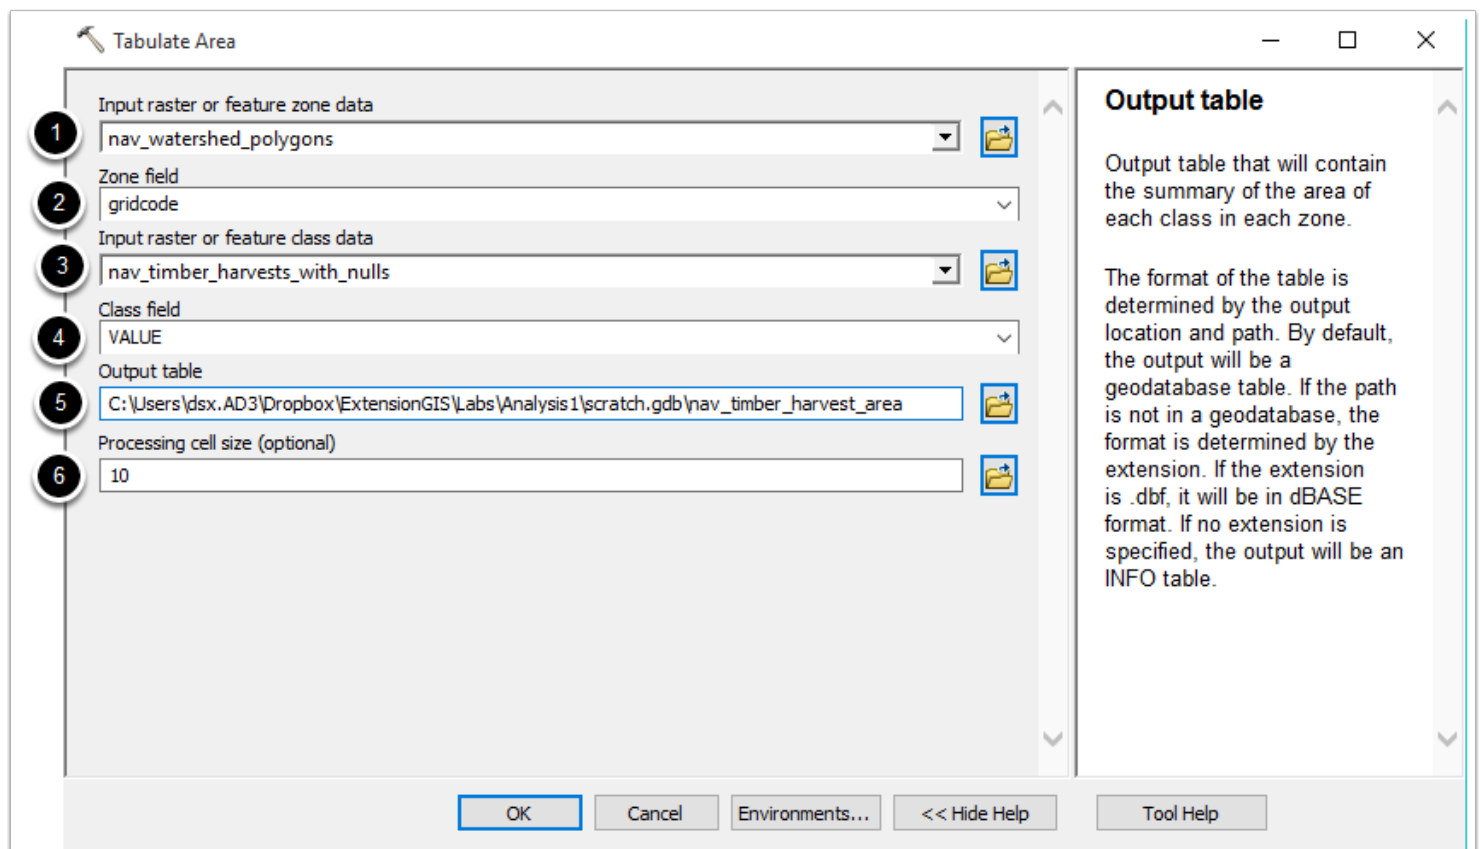 Tabulate Area
Input raster or feature zone data
1
nav_watershed_polygons
Zone field
2
gridcode
Input raster or feature class data
3
nav_timber_harvests_with_nulls
Class field
4
VALUE
Output table
5
C:\Users\dsx.AD3\Dropbox\ExtensionGIS\Labs\Analysis1\scratch.gdb\nav_timber_harvest_area
Processing cell size (optional)
6
10
Output table
Output table that will contain
the summary of the area of
each class in each zone.
The format of the table is
determined by the output
location and path. By default,
the output will be a
geodatabase table. If the path
is not in a geodatabase, the
format is determined by the
extension. If the extension
is .dbf, it will be in dBASE
format. If no extension is
specified, the output will be an
INFO table.
OK
Cancel
Environments...
<< Hide Help
Tool Help